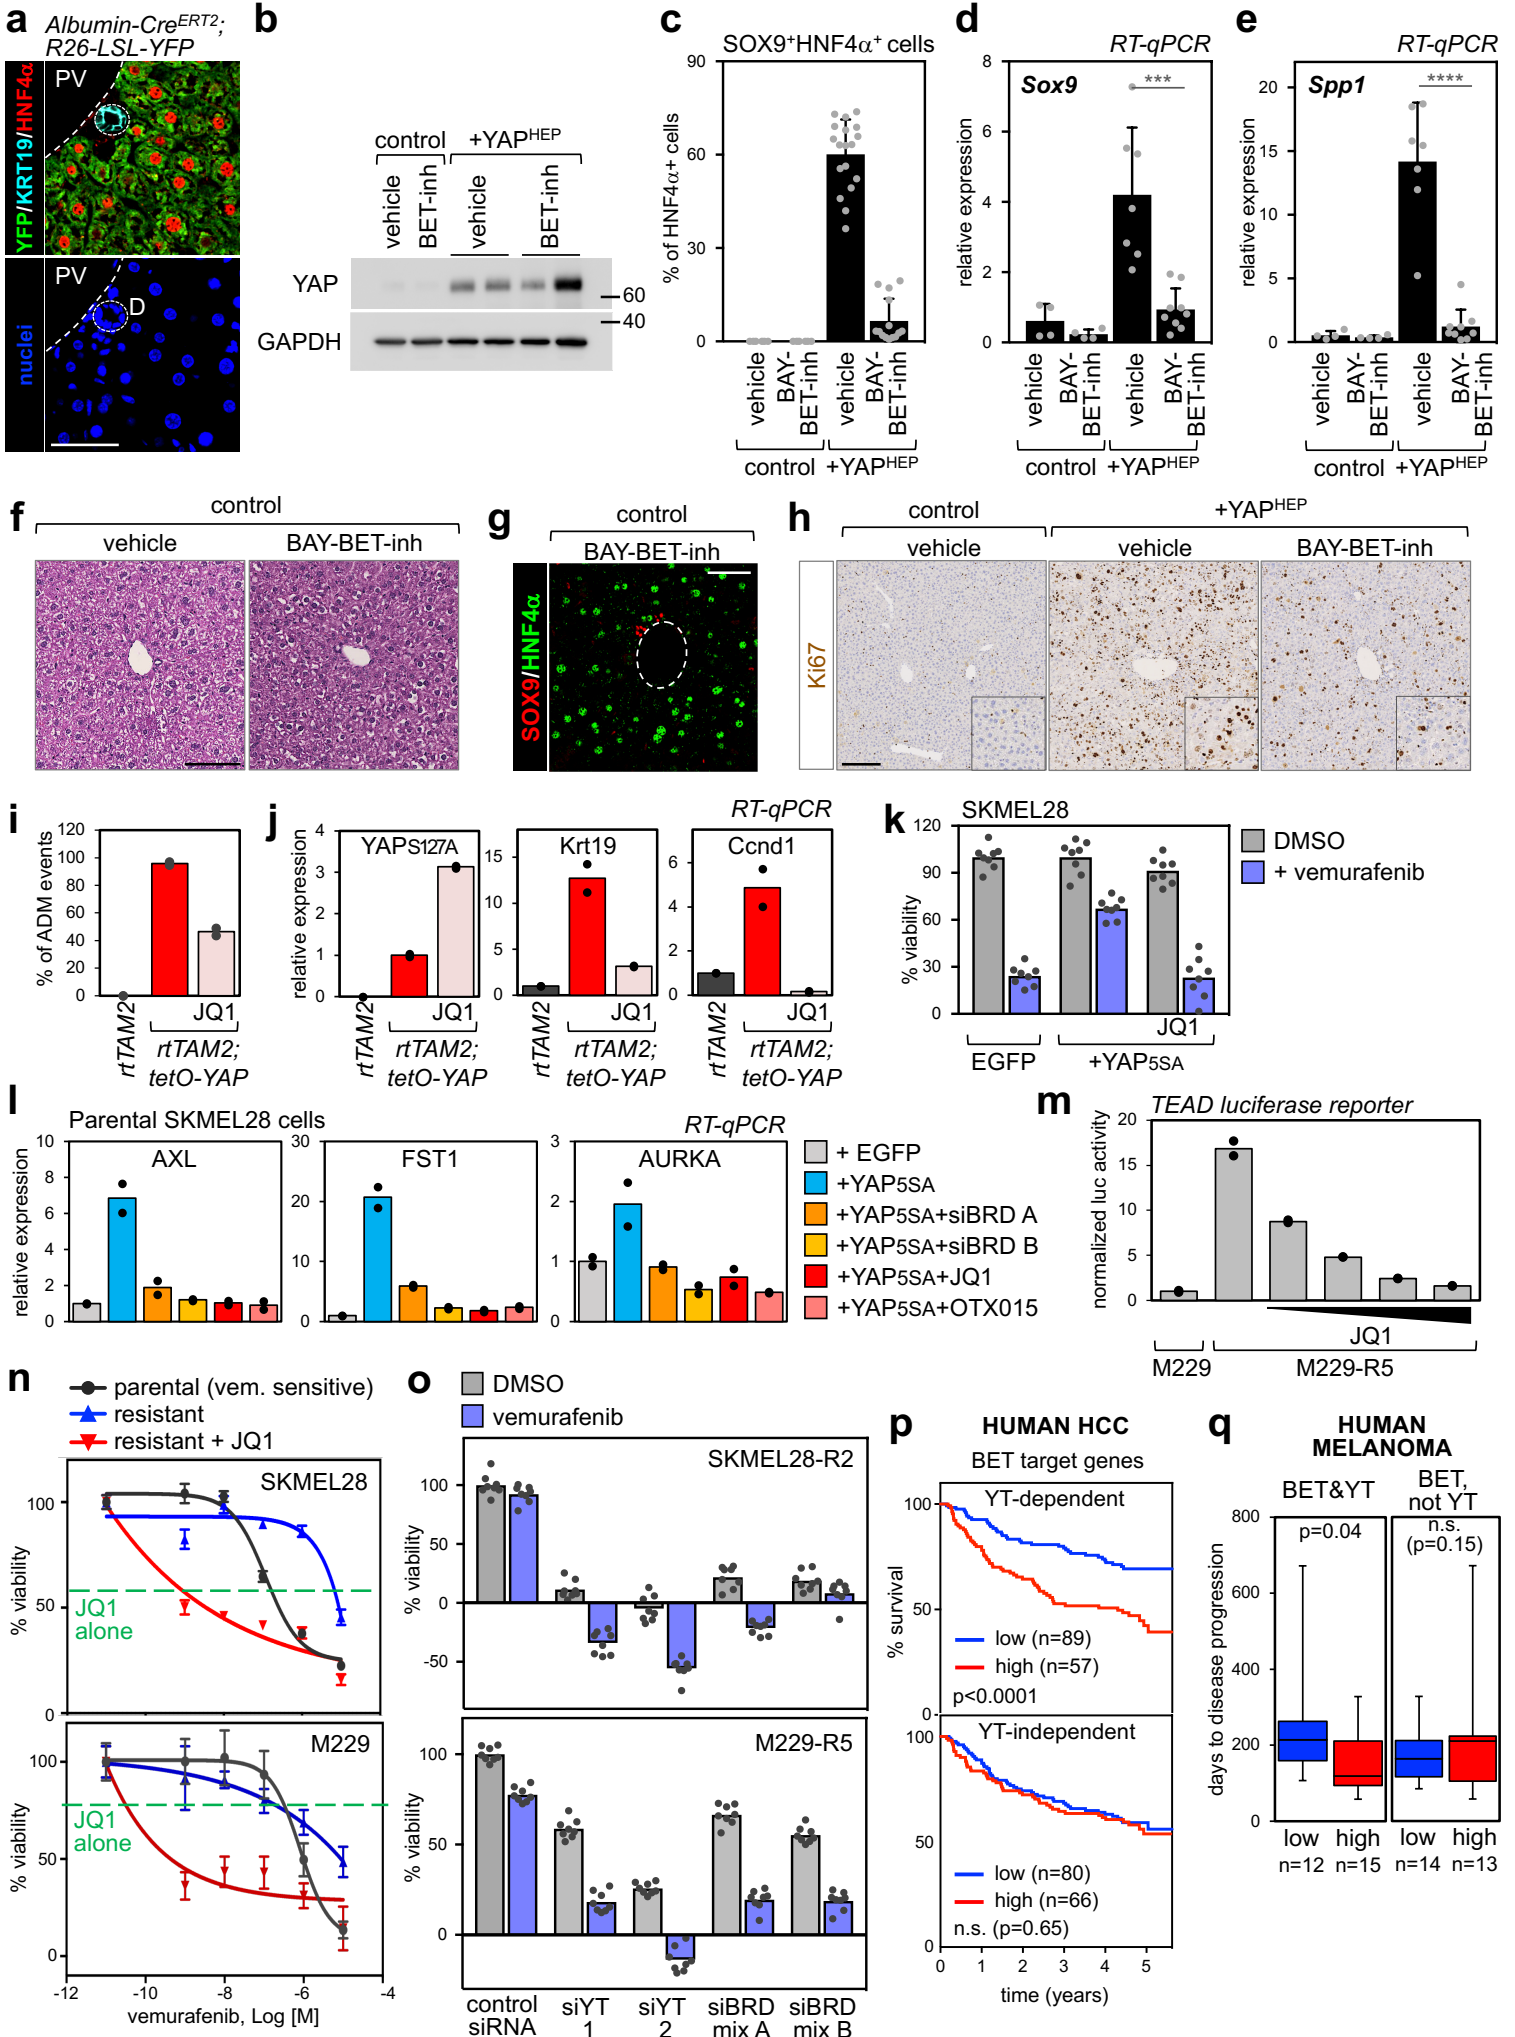 a
Albumin-CreERT2;
R26-LSL-YFP
YFP/KRT19/HNF4α
PV
nuclei
PV
D
b
control
+YAPHEP
vehicle
BET-inh
vehicle
BET-inh
YAP
GAPDH
60
40
c
SOX9+HNF4α+ cells
% of HNF4α+ cells
90
60
30
0
vehicle
BAY-
BET-inh
vehicle
BAY-
BET-inh
control
+YAPHEP
d
RT-qPCR
Sox9
***
relative expression
8
6
4
2
0
vehicle
BAY-
BET-inh
vehicle
BAY-
BET-inh
control
+YAPHEP
e
RT-qPCR
Spp1
****
relative expression
20
15
10
5
0
vehicle
BAY-
BET-inh
vehicle
BAY-
BET-inh
control
+YAPHEP
f
control
vehicle
BAY-BET-inh
g
control
BAY-BET-inh
SOX9/HNF4α
h
control
+YAPHEP
vehicle
vehicle
BAY-BET-inh
Ki67
i
% of ADM events
120
100
80
60
40
20
0
rtTAM2
JQ1
rtTAM2;
tetO-YAP
j
RT-qPCR
relative expression
YAPS127A
4
3
2
1
0
rtTAM2
JQ1
rtTAM2;
tetO-YAP
Krt19
15
10
5
0
rtTAM2
JQ1
rtTAM2;
tetO-YAP
Ccnd1
6
4
2
0
rtTAM2
JQ1
rtTAM2;
tetO-YAP
k
SKMEL28
% viability
120
90
60
30
0
JQ1
EGFP
+YAP5SA
DMSO
+ vemurafenib
l
Parental SKMEL28 cells
RT-qPCR
relative expression
AXL
10
8
6
4
2
0
FST1
30
20
10
0
AURKA
3
2
1
0
+ EGFP
+YAP5SA
+YAP5SA+siBRD A
+YAP5SA+siBRD B
+YAP5SA+JQ1
+YAP5SA+OTX015
m
TEAD luciferase reporter
normalized luc activity
20
15
10
5
0
JQ1
M229
M229-R5
n
parental (vem. sensitive)
resistant
resistant + JQ1
SKMEL28
% viability
100
50
0
JQ1
alone
M229
% viability
100
50
0
JQ1
alone
-12
-10
-8
-6
-4
vemurafenib, Log [M]
o
DMSO
vemurafenib
SKMEL28-R2
% viability
100
50
0
-50
M229-R5
% viability
100
50
0
control
siRNA
siYT
1
siYT
2
siBRD
mix A
siBRD
mix B
p
HUMAN HCC
BET target genes
% survival
YT-dependent
100
50
0
low (n=89)
high (n=57)
p<0.0001
YT-independent
100
50
0
low (n=80)
high (n=66)
n.s. (p=0.65)
0
1
2
3
4
5
time (years)
q
HUMAN
MELANOMA
BET&YT
BET,
not YT
p=0.04
n.s.
(p=0.15)
days to disease progression
800
600
400
200
0
low
high
low
high
n=12
n=15
n=14
n=13